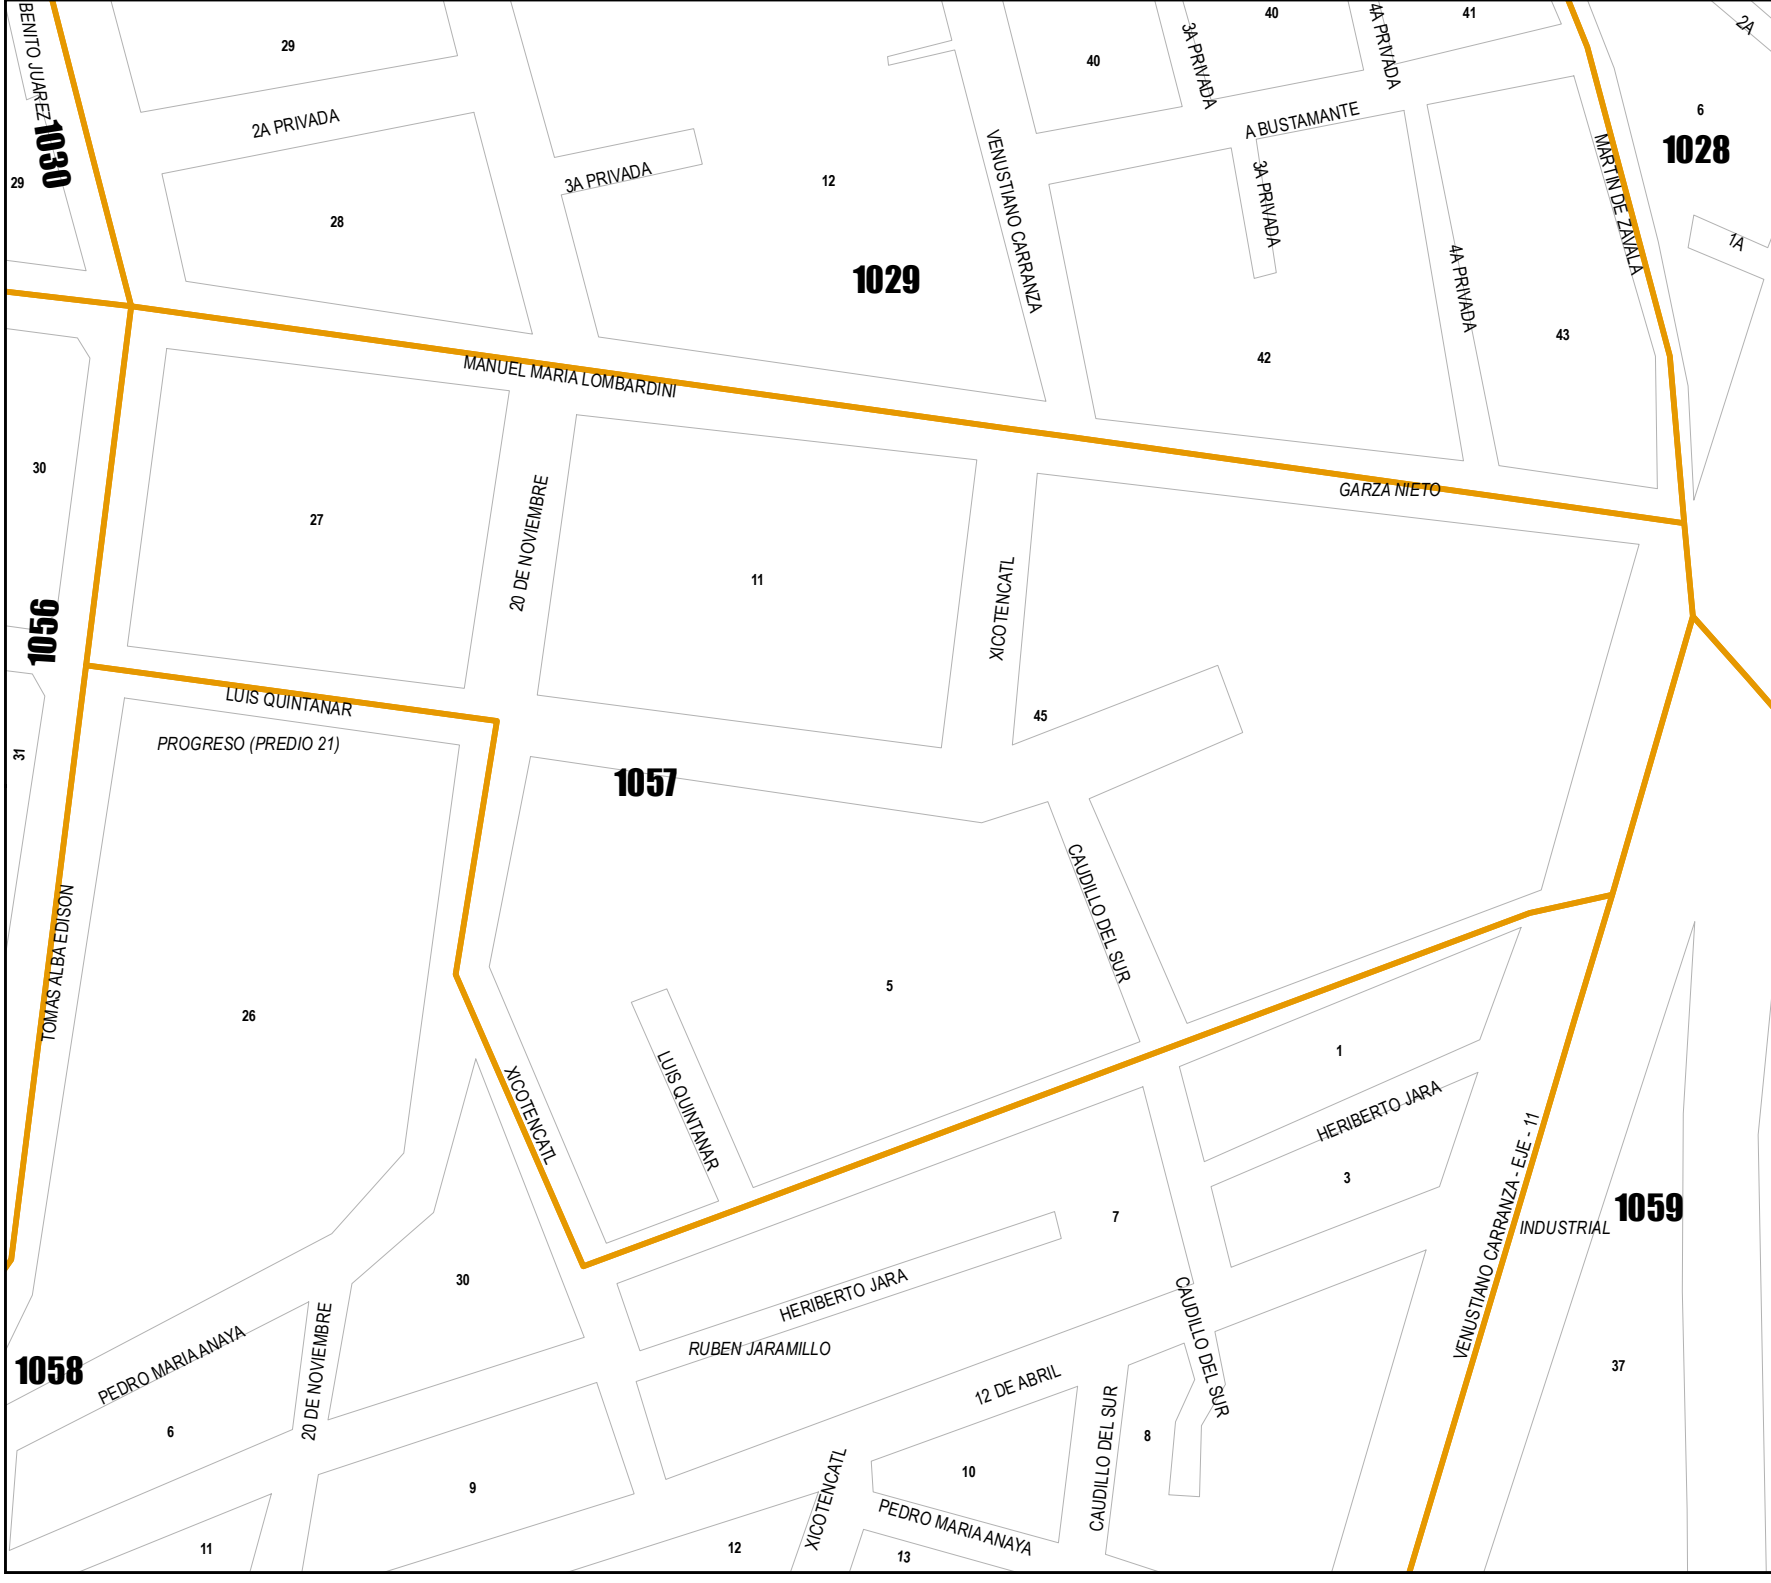 BENITO JUAREZ
29
40
40
41
2A
3A PRIVADA
4A PRIVADA
2A PRIVADA
A BUSTAMANTE
6
1030
1028
29
3A PRIVADA
12
VENUSTIANO CARRANZA
3A PRIVADA
MARTIN DE ZAVALA
28
1A
1029
4A PRIVADA
43
42
MANUEL MARIA LOMBARDINI
30
GARZA NIETO
27
20 DE NOVIEMBRE
11
XICOTENCATL
1056
LUIS QUINTANAR
45
PROGRESO (PREDIO 21)
31
1057
CAUDILLO DEL SUR
TOMAS ALBA EDISON
26
5
1
XICOTENCATL
LUIS QUINTANAR
HERIBERTO JARA
3
VENUSTIANO CARRANZA - EJE - 11
1059
7
INDUSTRIAL
30
HERIBERTO JARA
CAUDILLO DEL SUR
RUBEN JARAMILLO
1058
PEDRO MARIA ANAYA
20 DE NOVIEMBRE
37
12 DE ABRIL
6
CAUDILLO DEL SUR
8
10
9
XICOTENCATL
PEDRO MARIA ANAYA
11
12
13